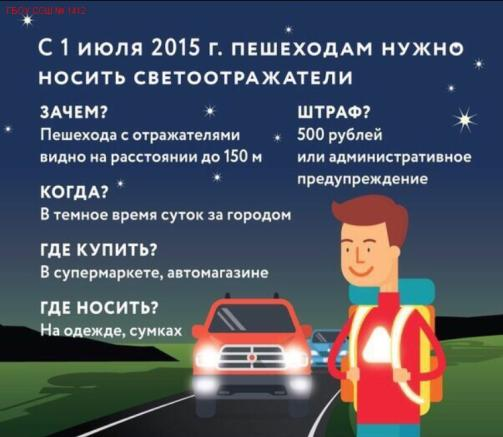 ГБОУ СОШ № 1412
С 1 ИЮЛЯ 2015 г. ПЕШЕХОДАМ НУЖНО
НОСИТЬ СВЕТООТРАЖАТЕЛИ
ЗАЧЕМ?
Пешехода с отражателями
видно на расстоянии до 150 м
ШТРАФ?
500 рублей
или административное
предупреждение
КОГДА?
В темное время суток за городом
ГДЕ КУПИТЬ?
В супермаркете, автомагазине
ГДЕ НОСИТЬ?
На одежде, сумках